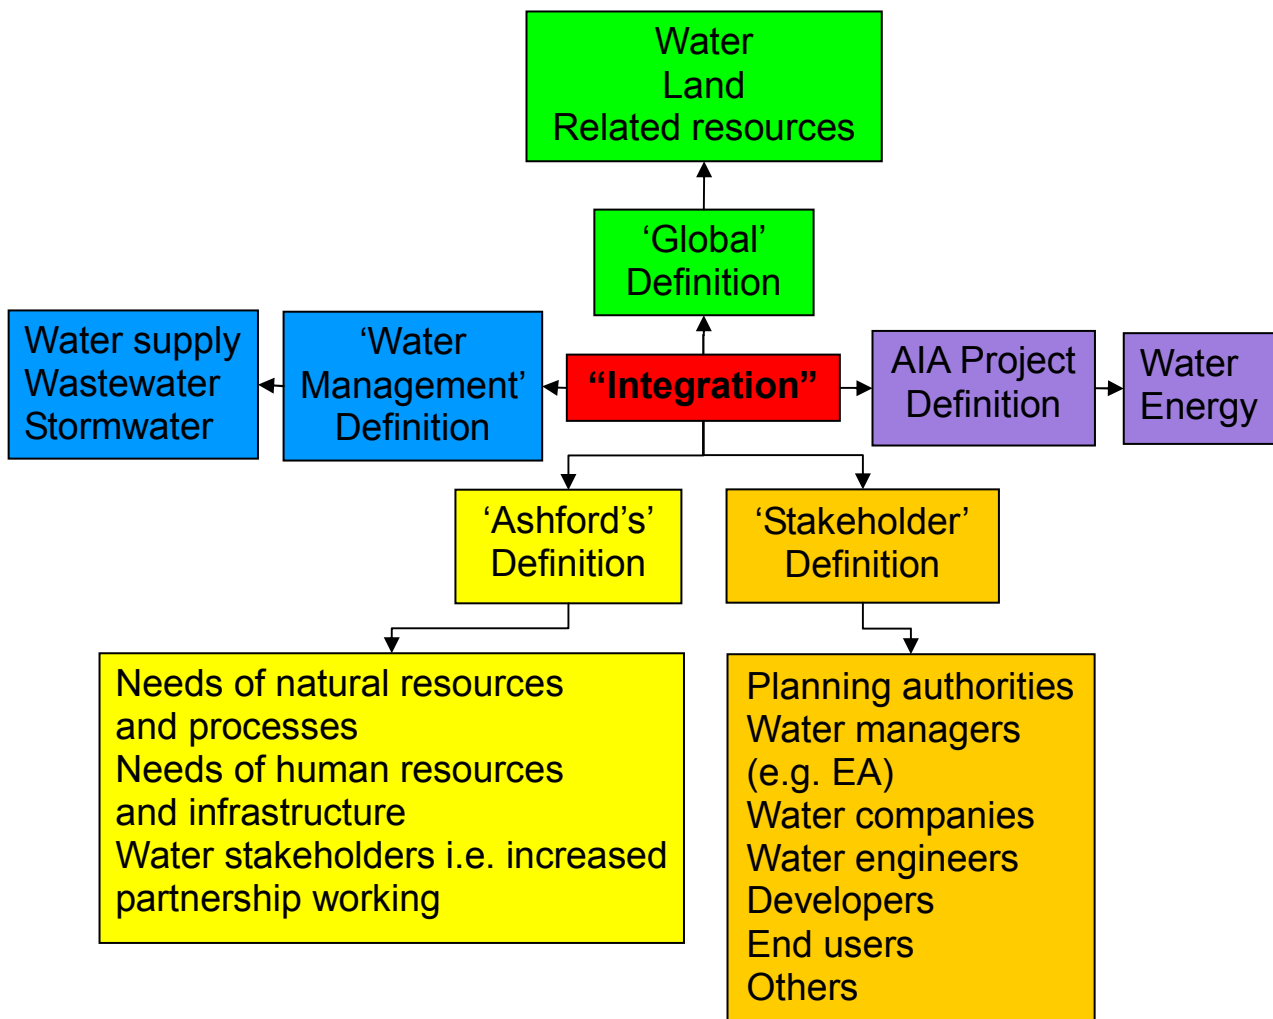 Water
Land
Related resources
‘Global’
Definition
Water supply
Wastewater
Stormwater
‘Water
Management’
Definition
“Integration”
AIA Project
Definition
Water
Energy
‘Ashford’s’
Definition
‘Stakeholder’
Definition
Needs of natural resources
and processes
Needs of human resources
and infrastructure
Water stakeholders i.e. increased
partnership working
Planning authorities
Water managers
(e.g. EA)
Water companies
Water engineers
Developers
End users
Others